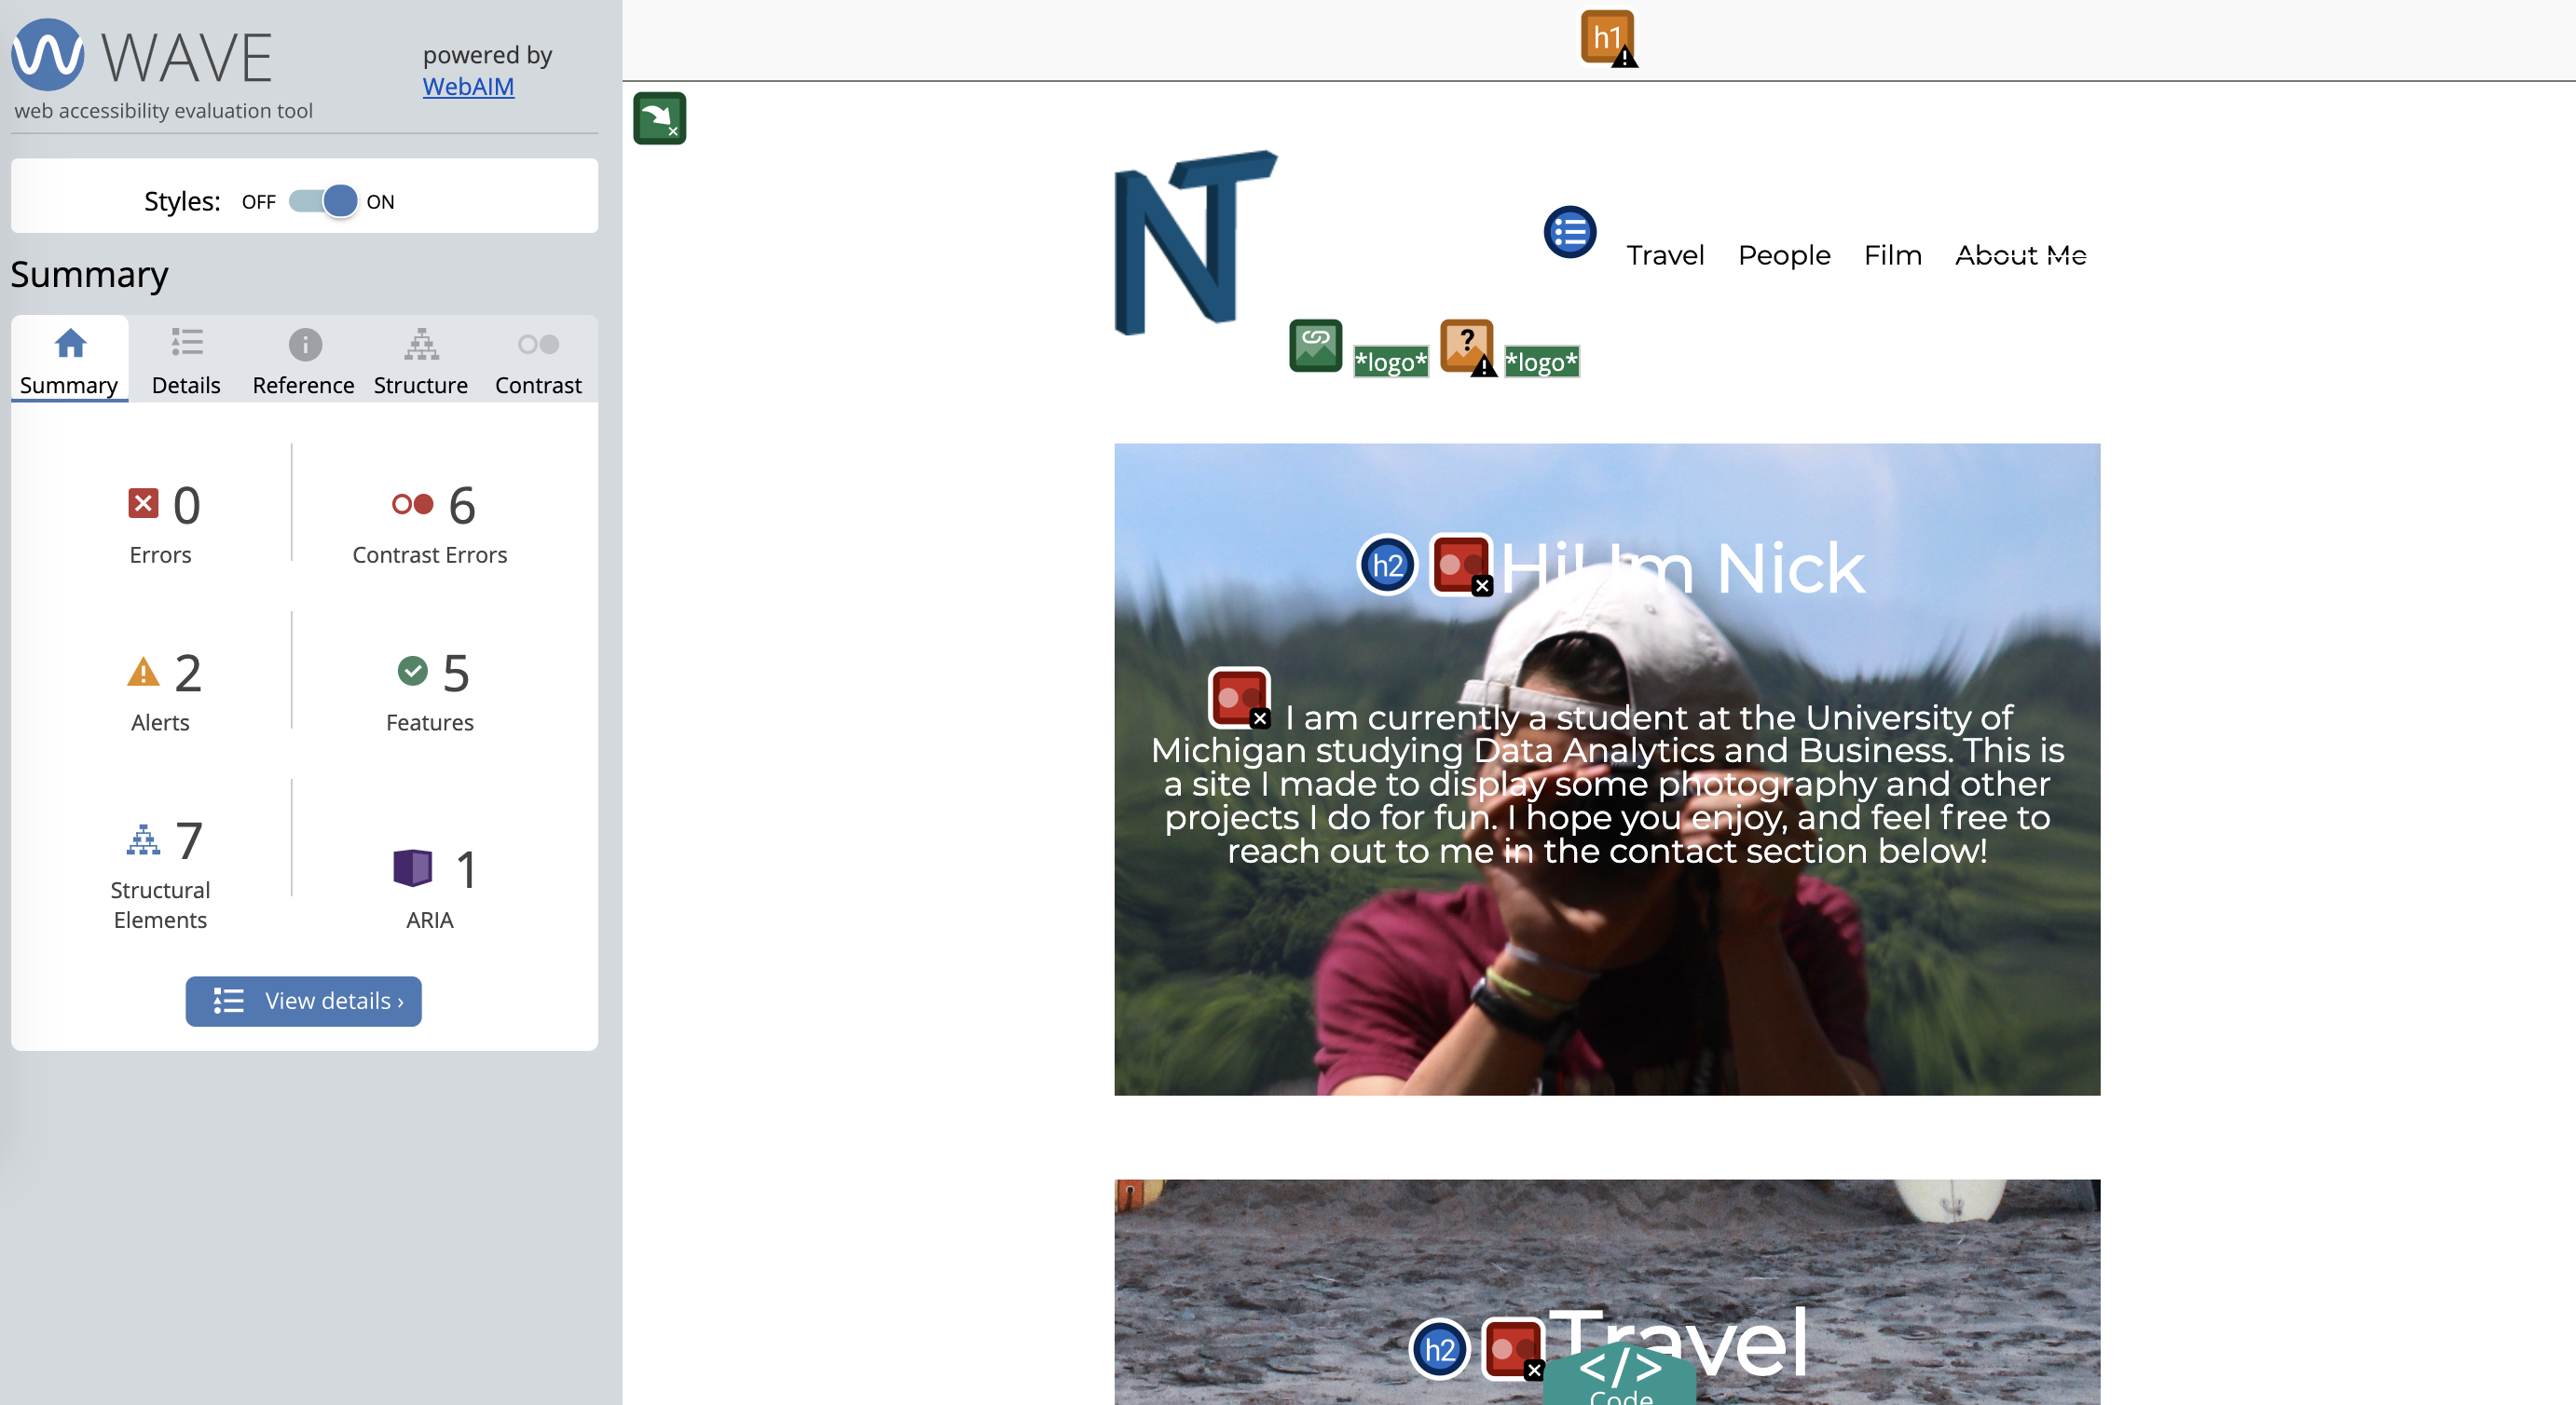 WAVE
powered by
WebAIM
web accessibility evaluation tool
Styles: OFF ON
Summary
Summary Details Reference Structure Contrast
0
Errors
6
Contrast Errors
2
Alerts
5
Features
7
Structural
Elements
1
ARIA
View details ›
h1
NT
Travel People Film About Me
*logo* ? *logo*
h2 Hi! Im Nick
I am currently a student at the University of
Michigan studying Data Analytics and Business. This is
a site I made to display some photography and other
projects I do for fun. I hope you enjoy, and feel free to
reach out to me in the contact section below!
h2 Travel
</>
Code